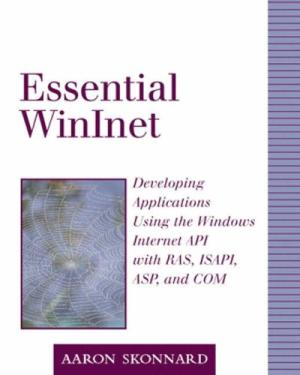 Essential
WinInet
Developing
Applications
Using the Windows
Internet API
with RAS, ISAPI,
ASP, and COM
AARON SKONNARD